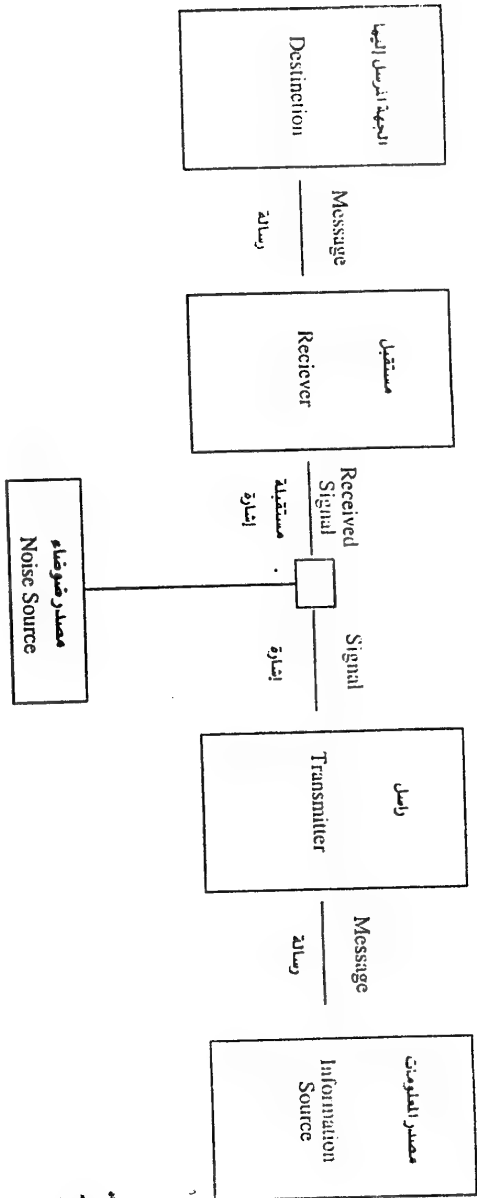 مصدر المعلومات
Information
Source
Message
رسالة
راسل
Transmitter
Signal
إشارة
Received
Signal
مستقبلة
إشارة
مستقبل
Reciever
Message
رسالة
الجهة المرسل إليها
Destinction
مصدر ضوضاء
Noise Source